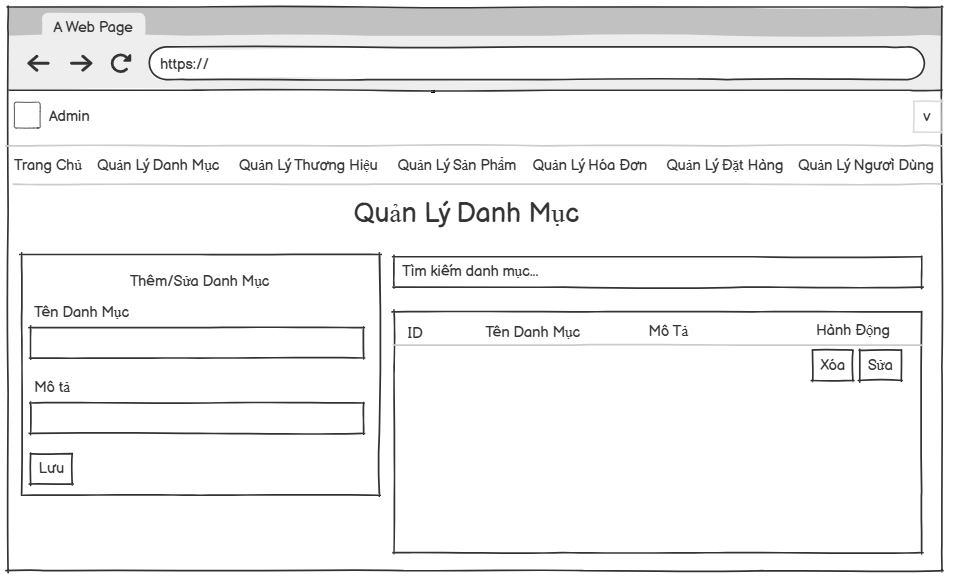 A Web Page
https://
Admin
v
Trang Chủ Quản Lý Danh Mục Quản Lý Thương Hiệu Quản Lý Sản Phẩm Quản Lý Hóa Đơn Quản Lý Đặt Hàng Quản Lý Ngươì Dùng
Quản Lý Danh Mục
Thêm/Sửa Danh Mục
Tên Danh Mục
Mô tả
Lưu
Tìm kiếm danh mục...
ID Tên Danh Mục Mô Tả Hành Động
Xóa Sửa